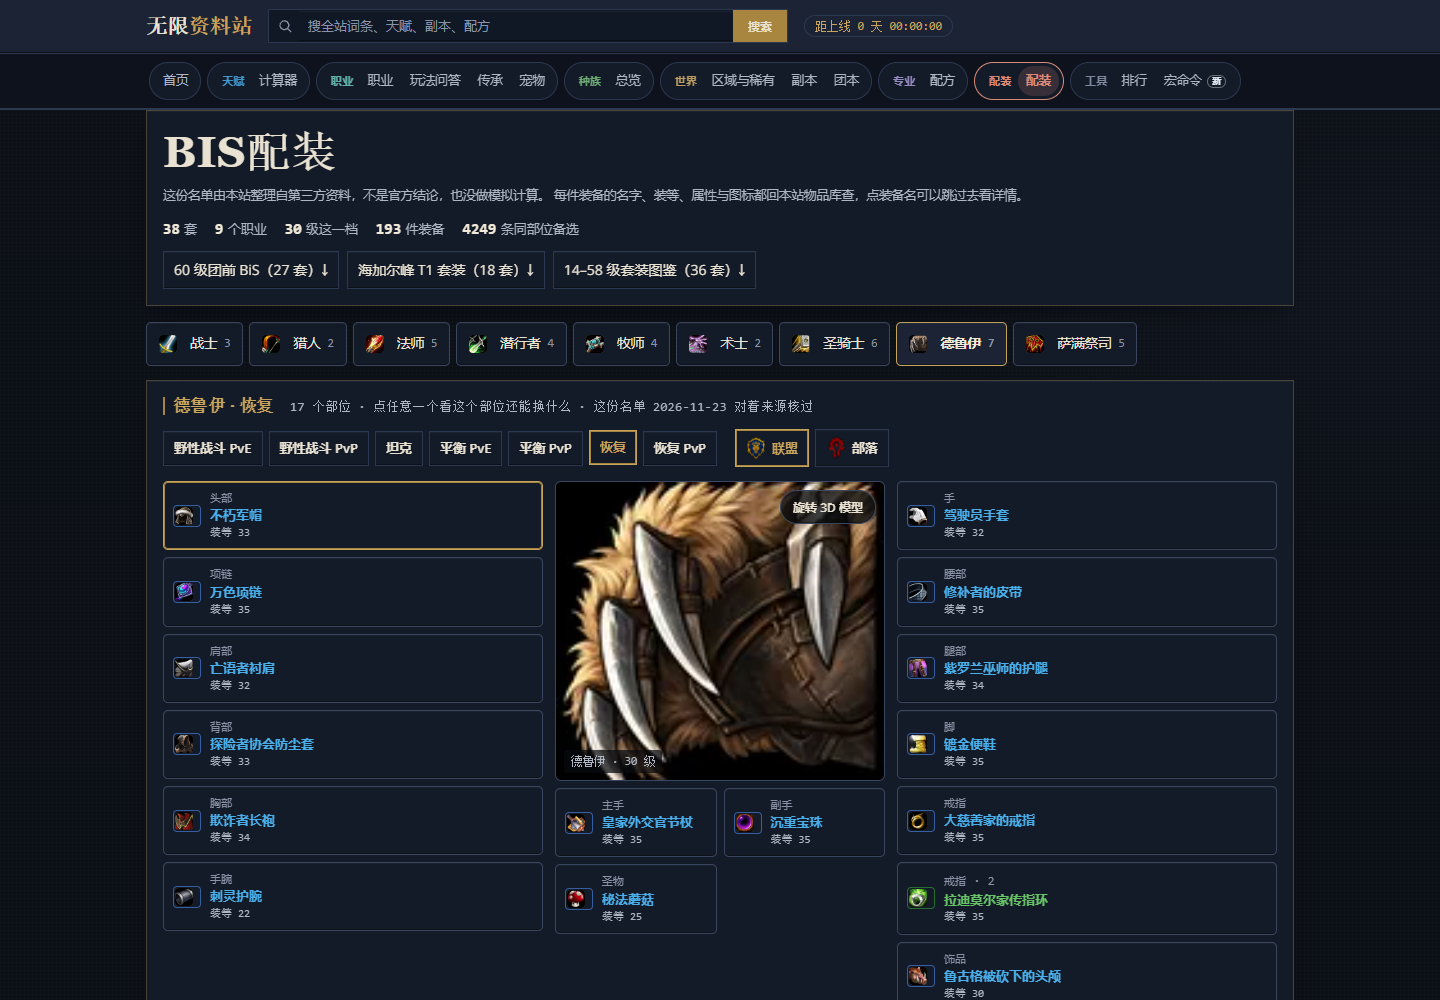 无限资料站
搜全站词条、天赋、副本、配方
搜索
距上线 0 天 00:00:00
首页
天赋 计算器
职业 职业 玩法问答 传承 宠物
种族 总览
世界 区域与稀有 副本 团本
专业 配方
配装 配装
工具 排行 宏命令 新
BIS配装
这份名单由本站整理自第三方资料，不是官方结论，也没做模拟计算。 每件装备的名字、装等、属性与图标都回本站物品库查，点装备名可以跳过去看详情。
38 套 9 个职业 30 级这一档 193 件装备 4249 条同部位备选
60 级团前 BiS（27 套）↓
海加尔峰 T1 套装（18 套）↓
14–58 级套装图鉴（36 套）↓
战士 3
猎人 2
法师 5
潜行者 4
牧师 4
术士 2
圣骑士 6
德鲁伊 7
萨满祭司 5
德鲁伊 · 恢复 17 个部位 · 点任意一个看这个部位还能换什么 · 这份名单 2026-11-23 对着来源核过
野性战斗 PvE
野性战斗 PvP
坦克
平衡 PvE
平衡 PvP
恢复
恢复 PvP
联盟
部落
头部
不朽军帽
装等 33
项链
万色项链
装等 35
肩部
亡语者衬肩
装等 32
背部
探险者协会防尘套
装等 33
胸部
欺诈者长袍
装等 34
手腕
刺灵护腕
装等 22
旋转 3D 模型
德鲁伊 · 30 级
主手
皇家外交官节杖
装等 35
副手
沉重宝珠
装等 35
圣物
秘法蘑菇
装等 25
手
驾驶员手套
装等 32
腰部
修补者的皮带
装等 35
腿部
紫罗兰巫师的护腿
装等 34
脚
镀金便鞋
装等 35
戒指
大慈善家的戒指
装等 35
戒指 · 2
拉迪莫尔家传指环
装等 35
饰品
鲁古格被砍下的头颅
装等 30